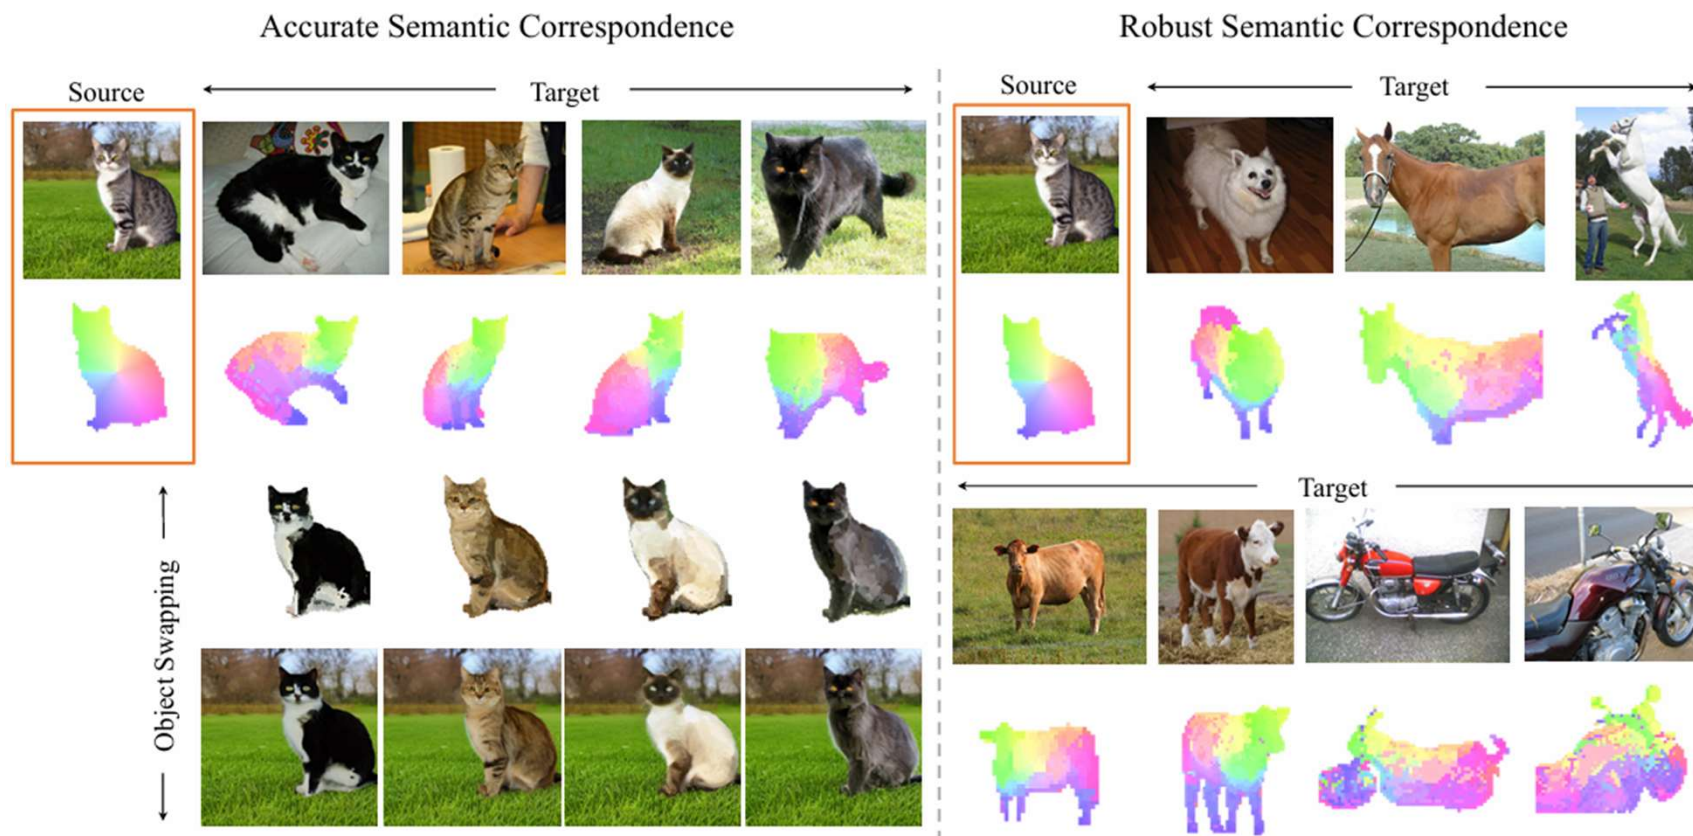 Accurate Semantic Correspondence
Robust Semantic Correspondence
Source
Target
Source
Target
Target
Object Swapping